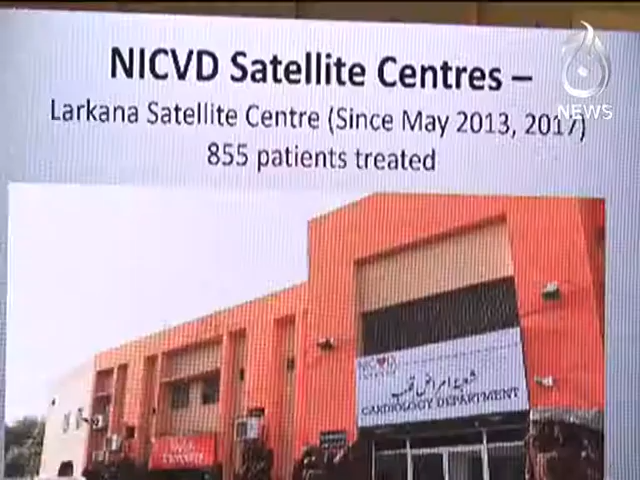 NICVD Satellite Centres –
Larkana Satellite Centre (Since May 2013, 2017)
855 patients treated
NEWS
NICVD
شعبہ امراض قلب
CARDIOLOGY DEPARTMENT